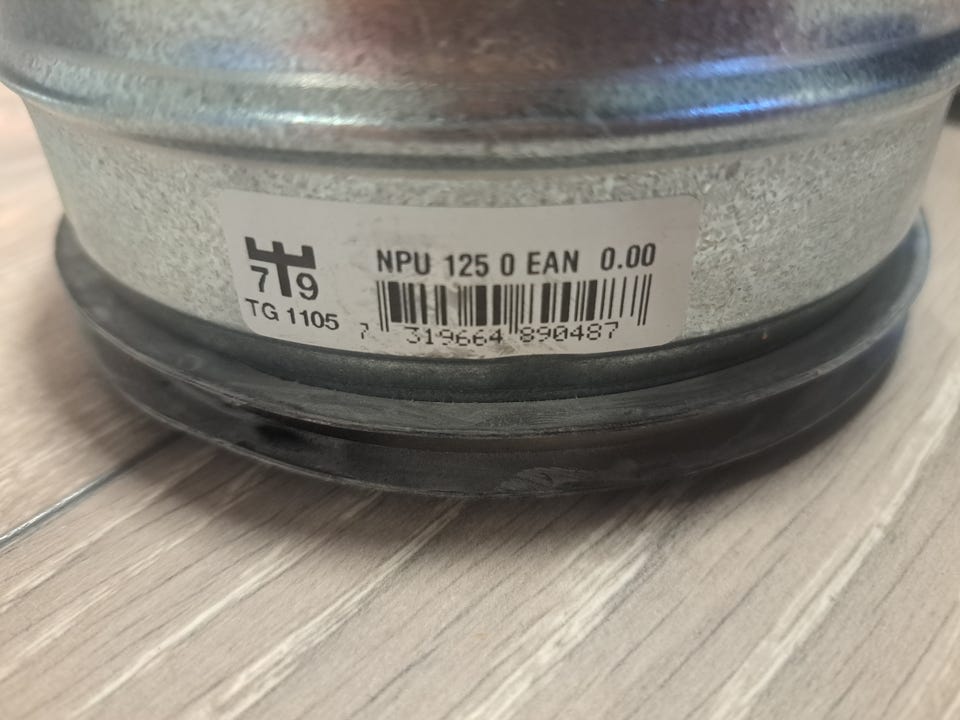 7 9
TG 1105
NPU 125 0 EAN 0.00
7 319664 890487